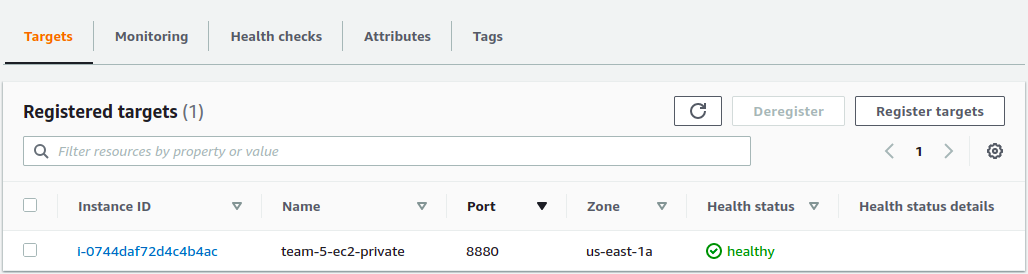 Targets Monitoring Health checks Attributes Tags
Registered targets (1) Deregister Register targets
Filter resources by property or value 1
Instance ID Name Port Zone Health status Health status details
i-0744daf72d4c4b4ac team-5-ec2-private 8880 us-east-1a healthy